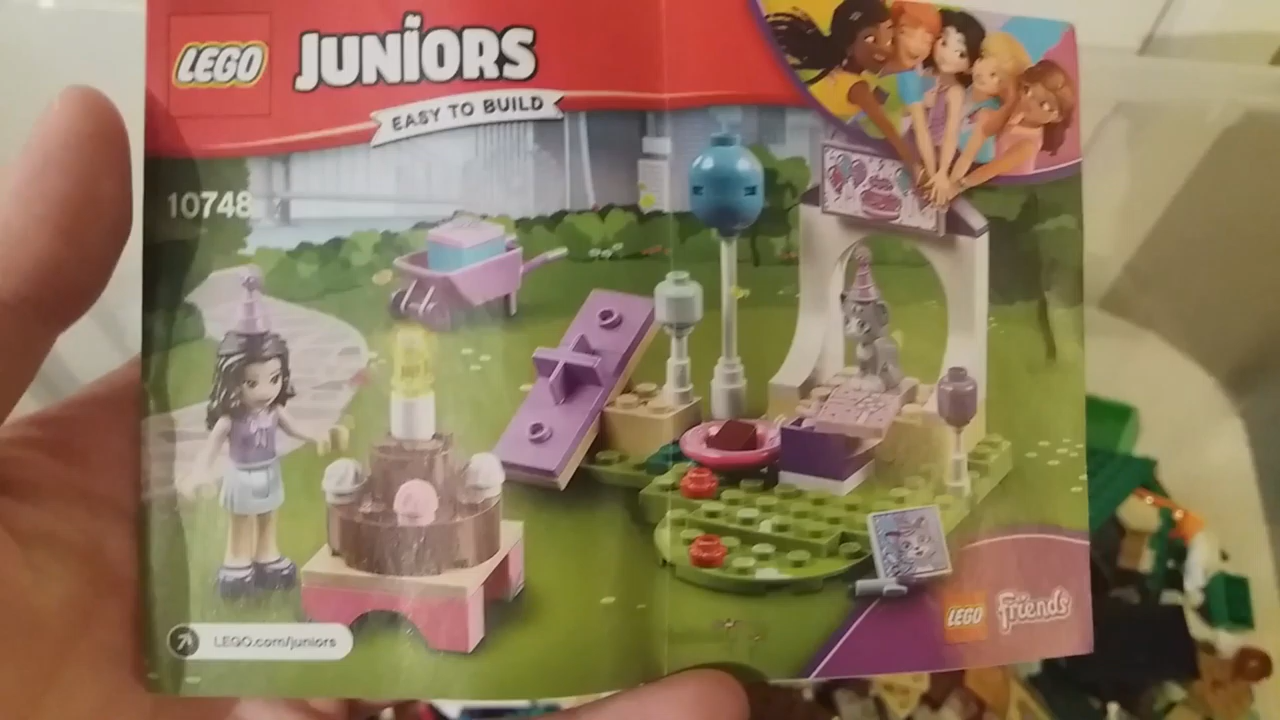 LEGO JUNIORS
EASY TO BUILD
10748
LEGO.com/juniors
LEGO friends